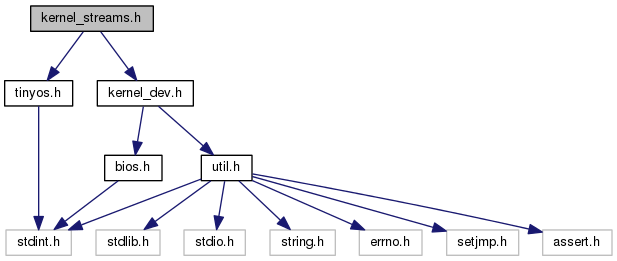 kernel_streams.h
tinyos.h
kernel_dev.h
bios.h
util.h
stdint.h
stdlib.h
stdio.h
string.h
errno.h
setjmp.h
assert.h